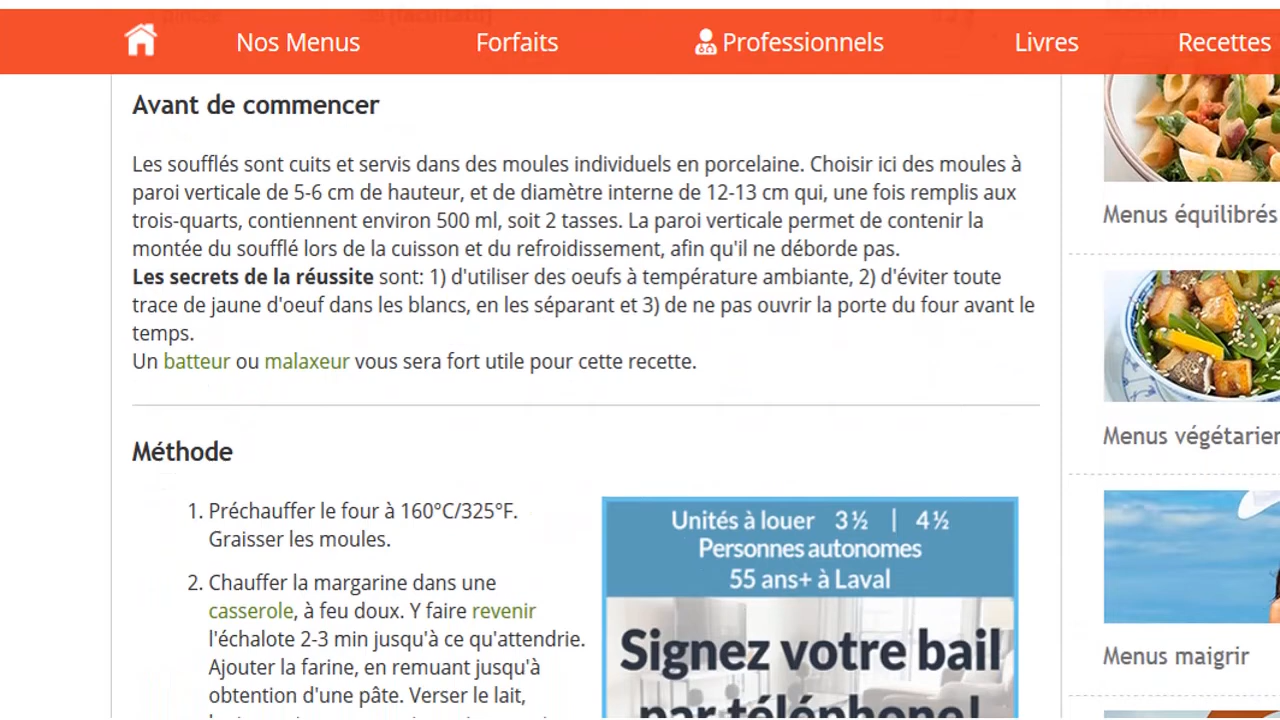 Nos Menus
Forfaits
Professionnels
Livres
Recettes
Avant de commencer
Les soufflés sont cuits et servis dans des moules individuels en porcelaine. Choisir ici des moules à
paroi verticale de 5-6 cm de hauteur, et de diamètre interne de 12-13 cm qui, une fois remplis aux
trois-quarts, contiennent environ 500 ml, soit 2 tasses. La paroi verticale permet de contenir la
montée du soufflé lors de la cuisson et du refroidissement, afin qu'il ne déborde pas.
Les secrets de la réussite sont: 1) d'utiliser des oeufs à température ambiante, 2) d'éviter toute
trace de jaune d'oeuf dans les blancs, en les séparant et 3) de ne pas ouvrir la porte du four avant le
temps.
Un batteur ou malaxeur vous sera fort utile pour cette recette.
Méthode
1. Préchauffer le four à 160°C/325°F.
Graisser les moules.
2. Chauffer la margarine dans une
casserole, à feu doux. Y faire revenir
l'échalote 2-3 min jusqu'à ce qu'attendrie.
Ajouter la farine, en remuant jusqu'à
obtention d'une pâte. Verser le lait,
Unités à louer 3 ½ | 4 ½
Personnes autonomes
55 ans+ à Laval
Signez votre bail
par téléphone!
Menus équilibrés
Menus végétarien
Menus maigrir